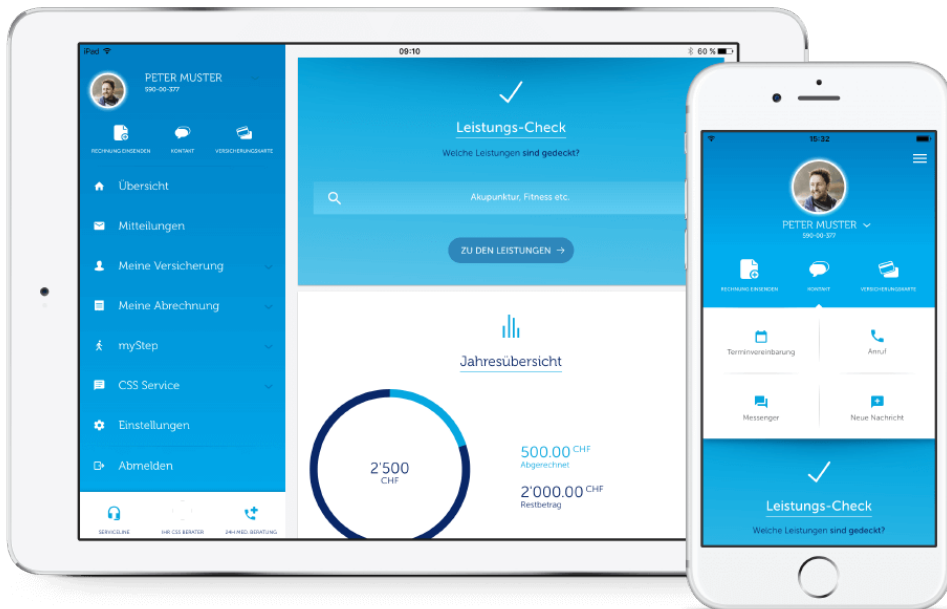 iPad
09:10
60 %
PETER MUSTER
590-00-377
RECHNUNG EINSENDEN
KONTAKT
VERSICHERUNGSKARTE
Übersicht
Mitteilungen
Meine Versicherung
Meine Abrechnung
myStep
CSS Service
Einstellungen
Abmelden
SERVICELINE
IHR CSS BERATER
24H MED. BERATUNG
Leistungs-Check
Welche Leistungen sind gedeckt?
Akupunktur, Fitness etc.
ZU DEN LEISTUNGEN →
Jahresübersicht
2'500
CHF
500.00 CHF
Abgerechnet
2'000.00 CHF
Restbetrag
15:32
PETER MUSTER
590-00-377
RECHNUNG EINSENDEN
KONTAKT
VERSICHERUNGSKARTE
Terminvereinbarung
Anruf
Messenger
Neue Nachricht
Leistungs-Check
Welche Leistungen sind gedeckt?